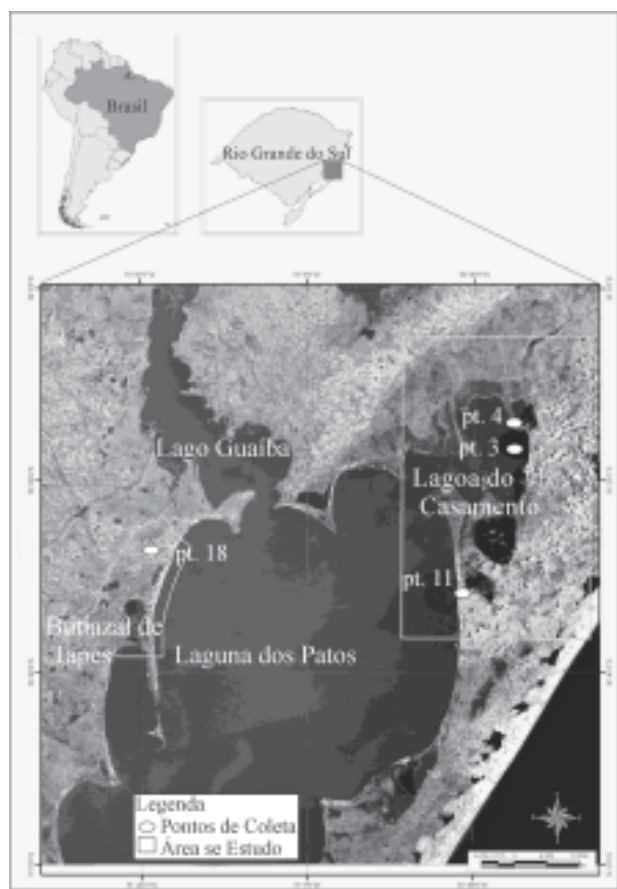 Brasil
Rio Grande do Sul
pt. 4
Lago Guaíba
pt. 3
Lagoa do
Casamento
pt. 18
pt. 11
Butiazal de
Tapes
Laguna dos Patos
Legenda
Pontos de Coleta
Área se Estudo